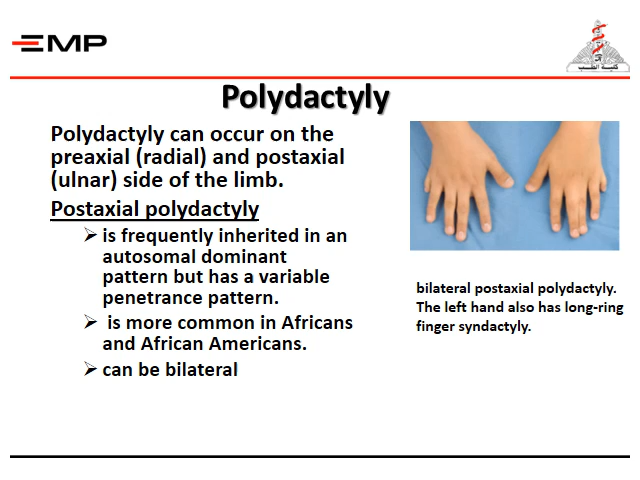 EMP
كلية الطب
Polydactyly
Polydactyly can occur on the
preaxial (radial) and postaxial
(ulnar) side of the limb.
Postaxial polydactyly
➢ is frequently inherited in an
autosomal dominant
pattern but has a variable
penetrance pattern.
➢ is more common in Africans
and African Americans.
➢ can be bilateral
bilateral postaxial polydactyly.
The left hand also has long-ring
finger syndactyly.